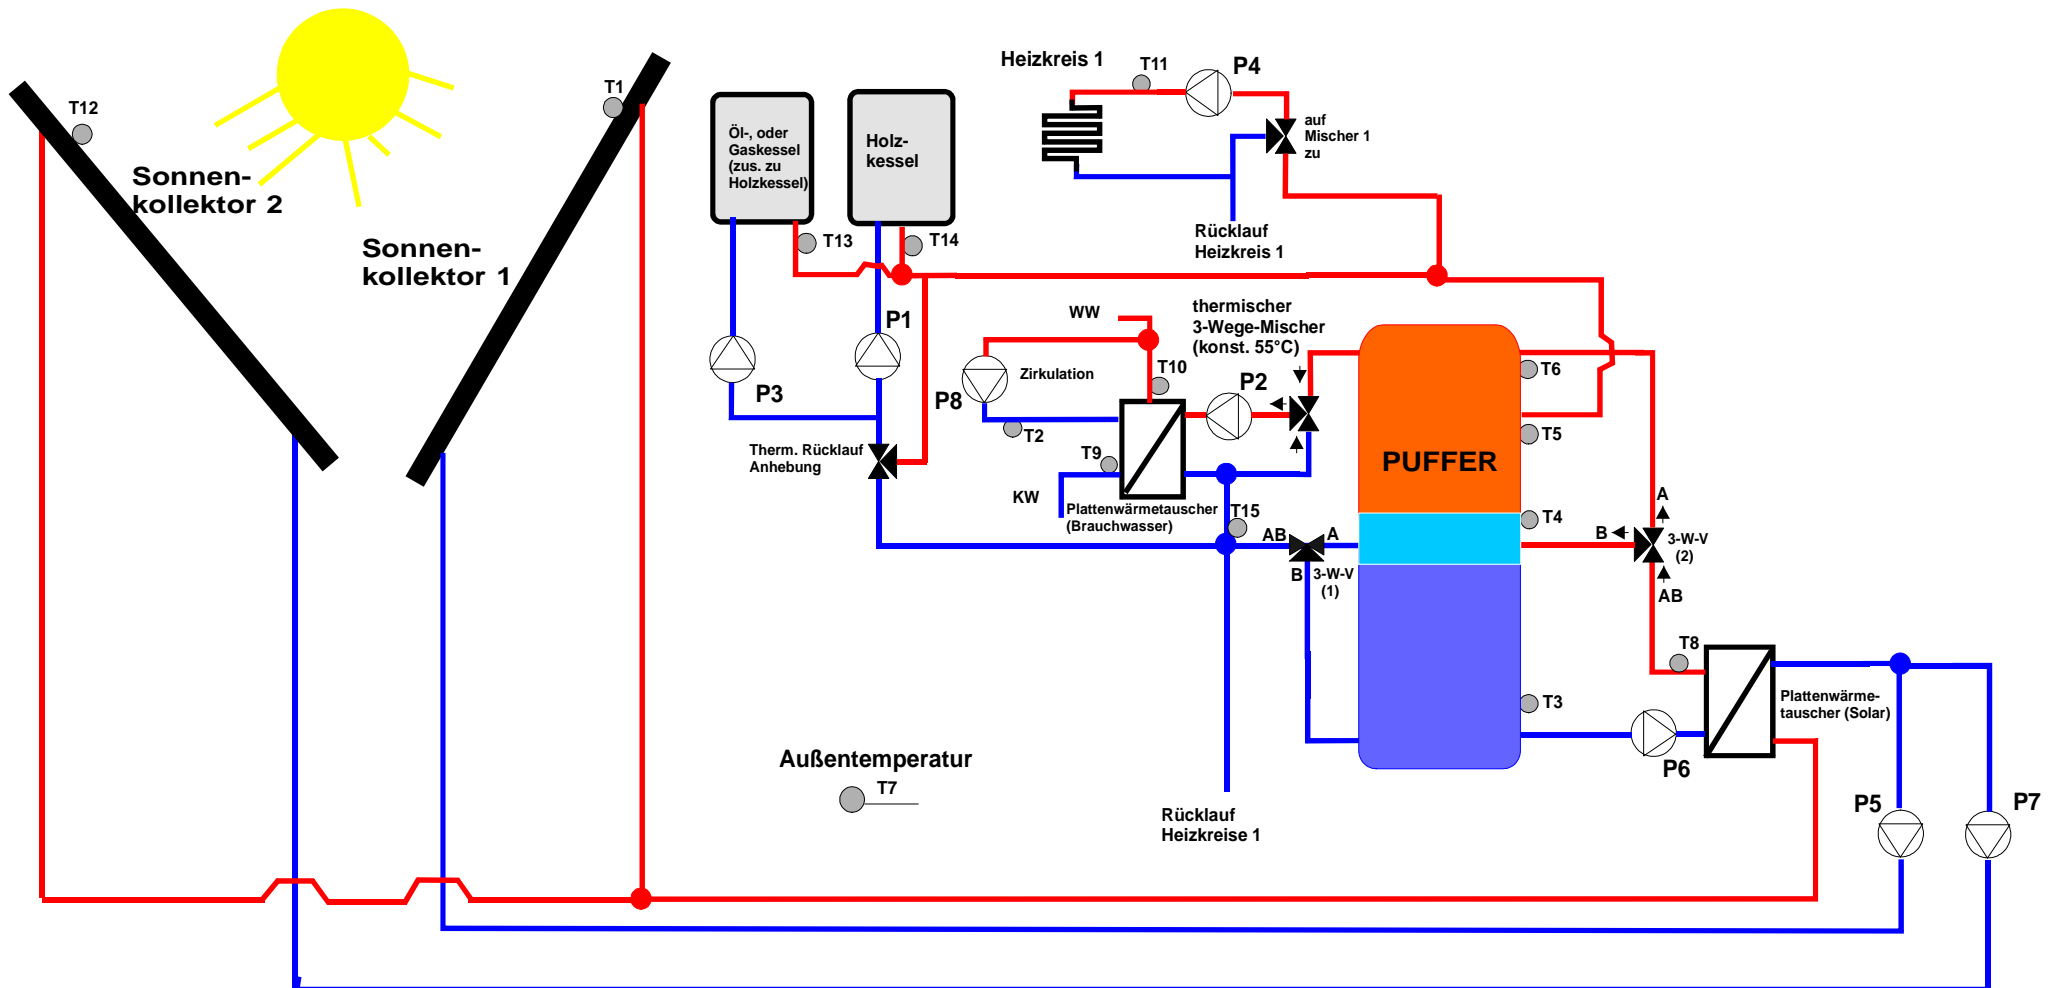 Heizkreis 1
T11
P4
T12
T1
auf
Mischer 1
zu
Öl-, oder
Gaskessel
(zus. zu
Holzkessel)
Holz-
kessel
Sonnen-
kollektor 2
Sonnen-
kollektor 1
T13
T14
Rücklauf
Heizkreis 1
WW
thermischer
3-Wege-Mischer
(konst. 55°C)
P1
P3
Zirkulation
T10
P2
P8
T6
T2
T5
Therm. Rücklauf
Anhebung
T9
PUFFER
KW
Plattenwärmetauscher
(Brauchwasser)
T15
T4
A
B
3-W-V
(2)
AB
AB
A
B
3-W-V
(1)
T8
T3
Plattenwärme-
tauscher (Solar)
P6
Außentemperatur
T7
Rücklauf
Heizkreise 1
P5
P7